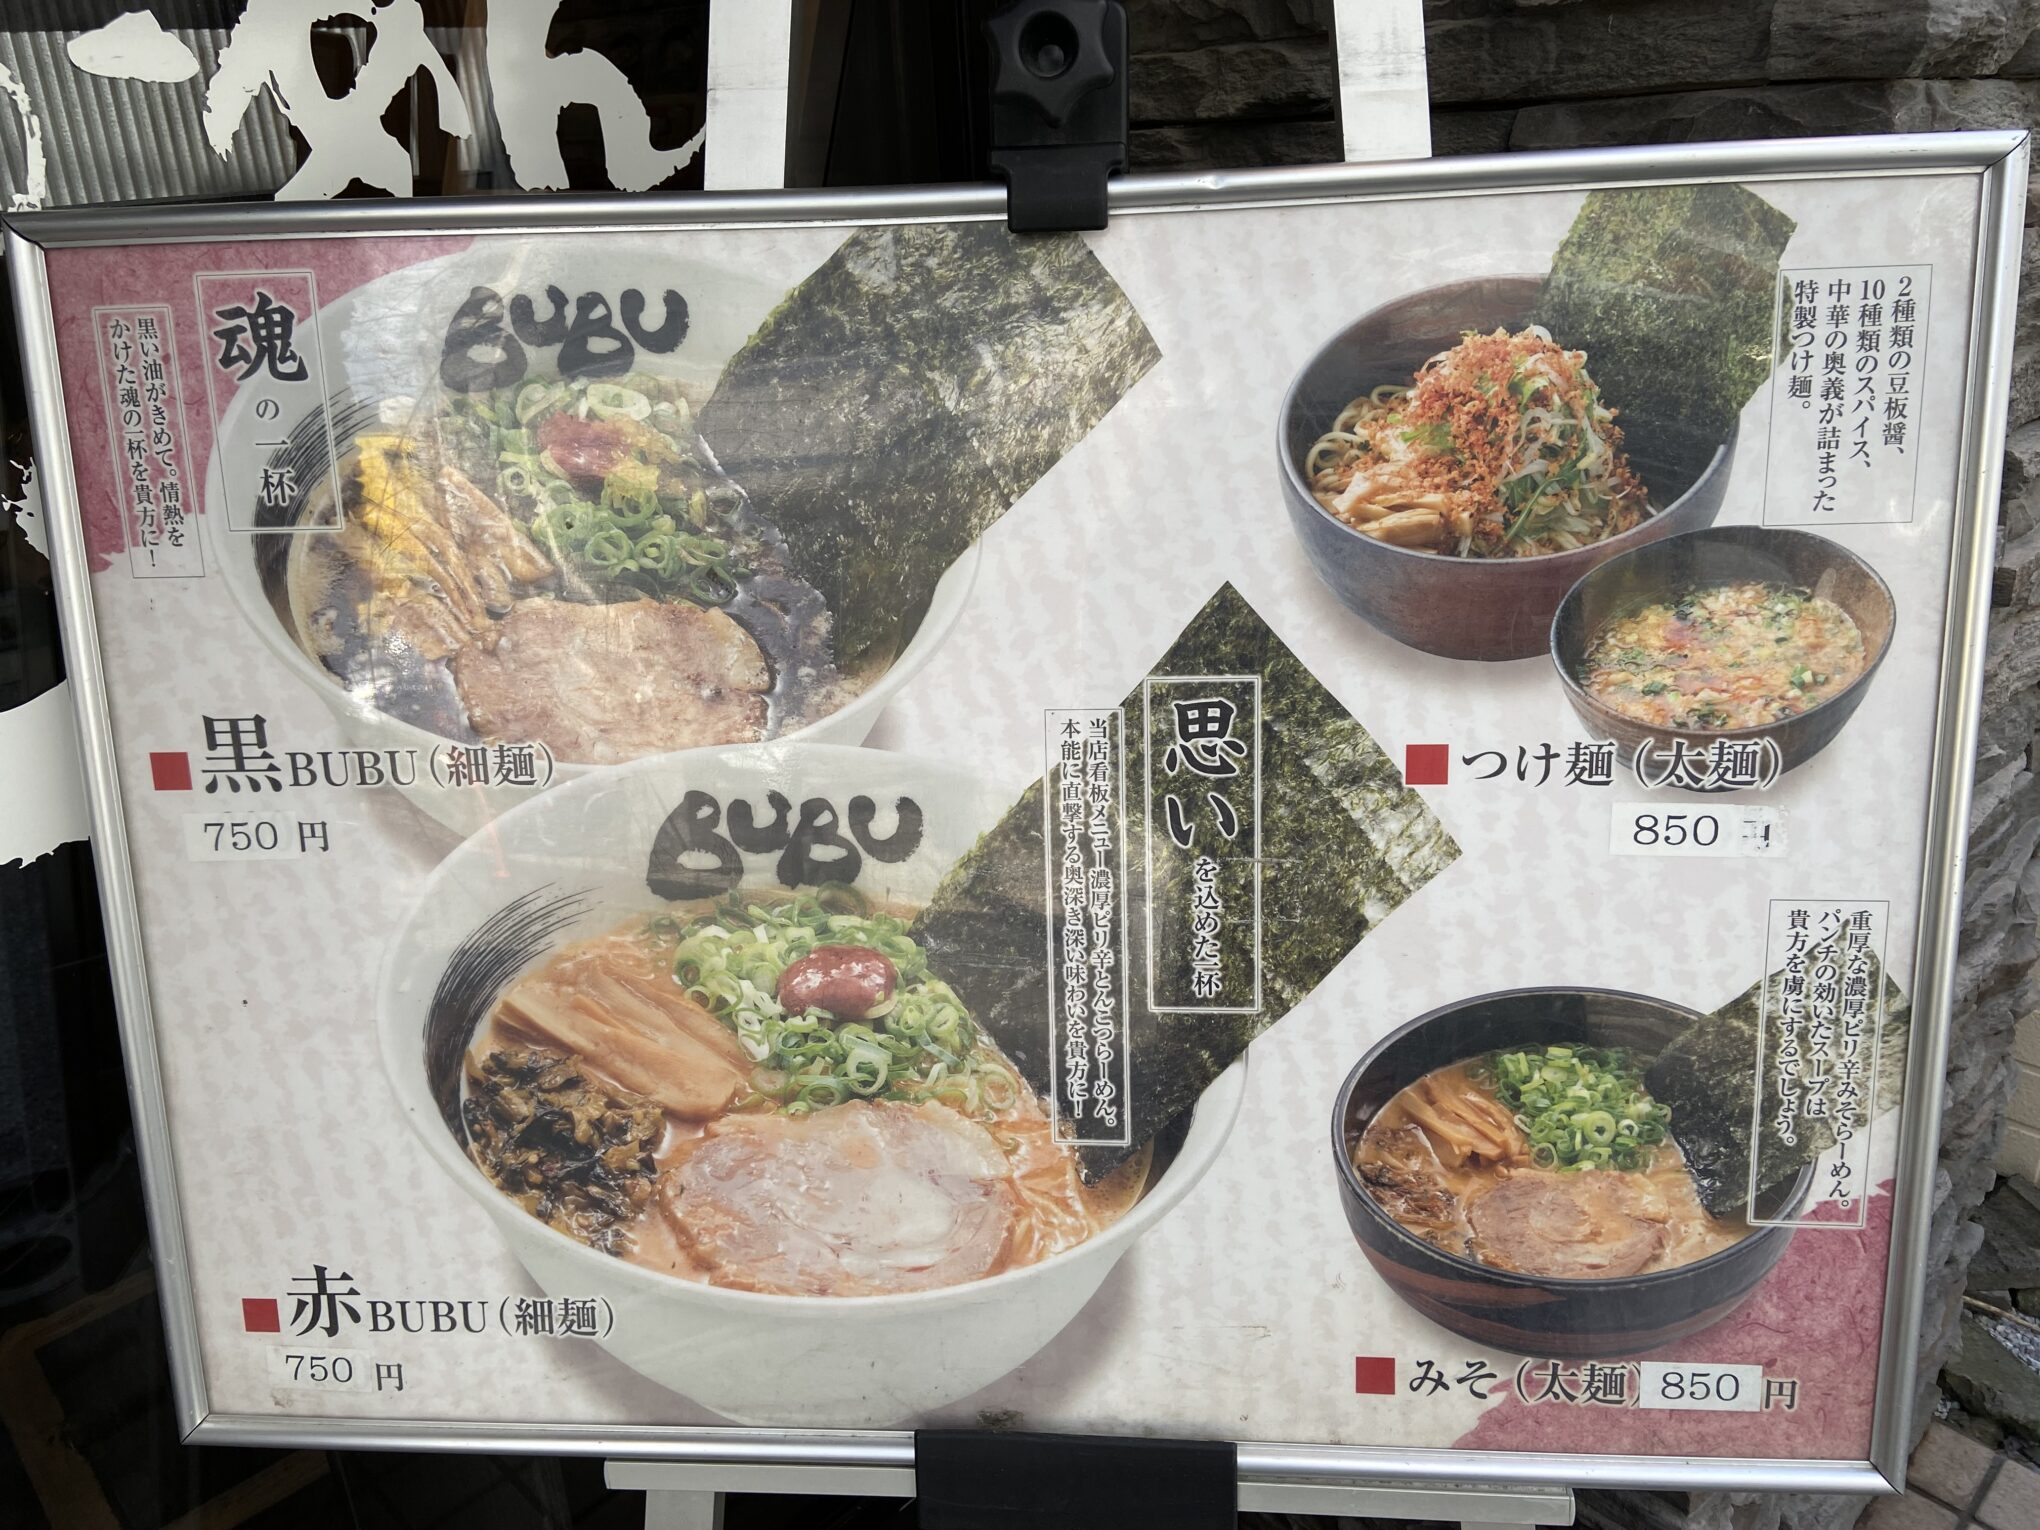 らーめん
魂の一杯
黒い油がきめて。情熱を
かけた魂の一杯を貴方に！
BUBU
■黒BUBU（細麺）
750 円
思いを込めた一杯
当店看板メニュー濃厚ピリ辛とんこつらーめん。
本能に直撃する奥深き深い味わいを貴方に！
BUBU
■赤BUBU（細麺）
750 円
2種類の豆板醤、
10種類のスパイス、
中華の奥義が詰まった
特製つけ麺。
■つけ麺（太麺）
850 円
重厚な濃厚ピリ辛みそらーめん。
パンチの効いたスープは
貴方を虜にするでしょう。
■みそ（太麺）850 円